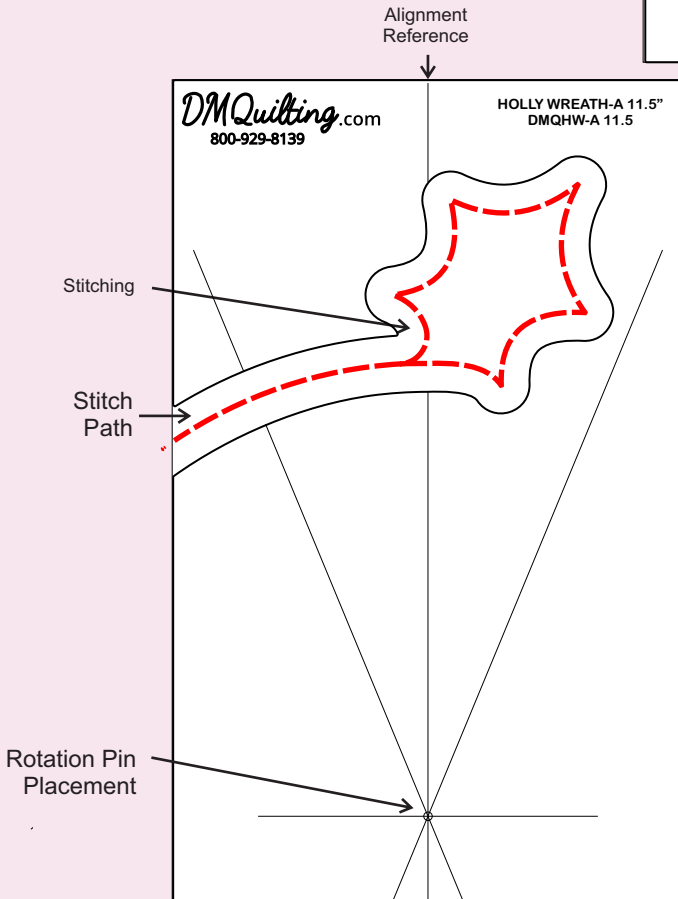 Alignment
Reference
DMQuilting.com
800-929-8139
HOLLY WREATH-A 11.5”
DMQHW-A 11.5
Stitching
Stitch
Path
Rotation Pin
Placement